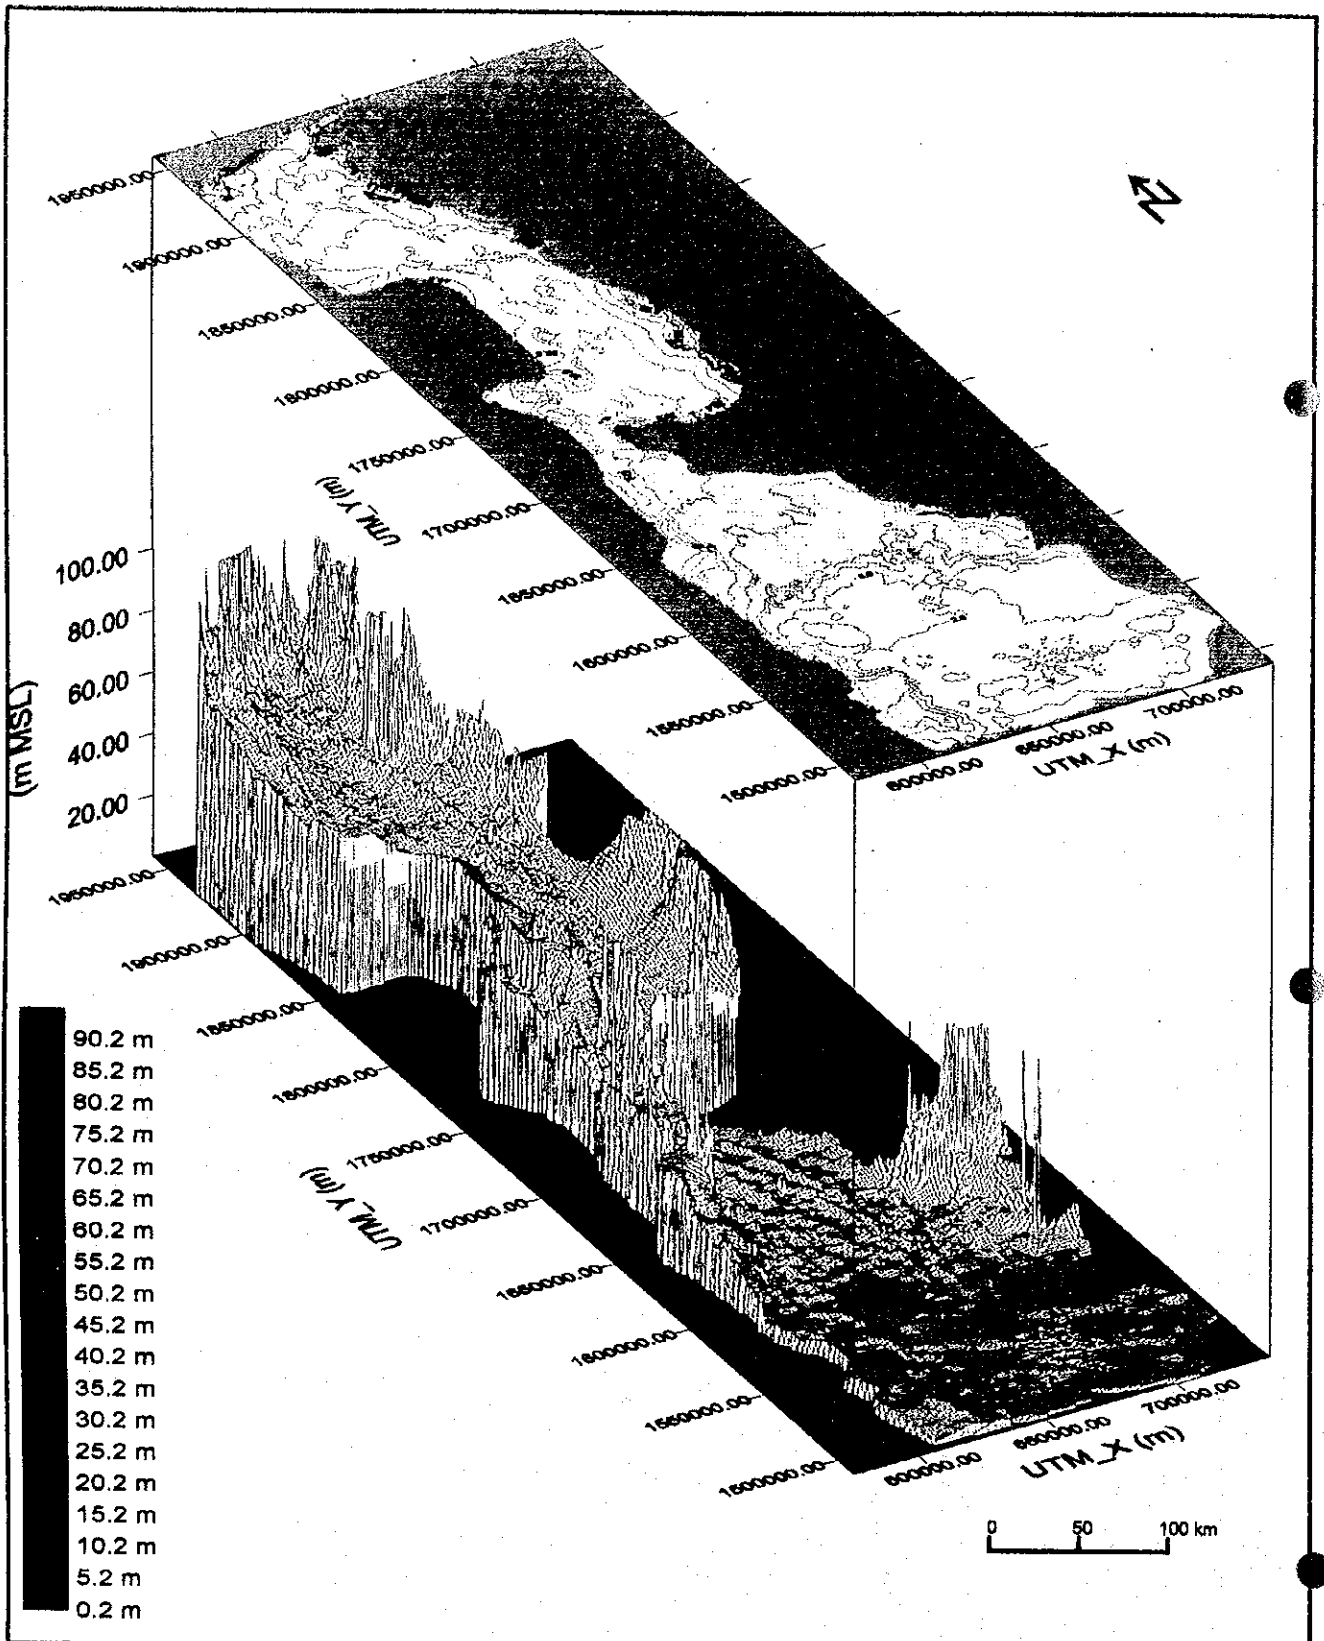 N
1950000.00
1900000.00
1850000.00
1800000.00
1750000.00
1700000.00
1650000.00
1600000.00
1550000.00
1500000.00
UTM_Y (m)
600000.00
650000.00
700000.00
UTM_X (m)
100.00
80.00
60.00
40.00
20.00
(m MSL)
1950000.00
1900000.00
1850000.00
1800000.00
1750000.00
1700000.00
1650000.00
1600000.00
1550000.00
1500000.00
UTM_Y (m)
600000.00
650000.00
700000.00
UTM_X (m)
90.2 m
85.2 m
80.2 m
75.2 m
70.2 m
65.2 m
60.2 m
55.2 m
50.2 m
45.2 m
40.2 m
35.2 m
30.2 m
25.2 m
20.2 m
15.2 m
10.2 m
5.2 m
0.2 m
0 50 100 km